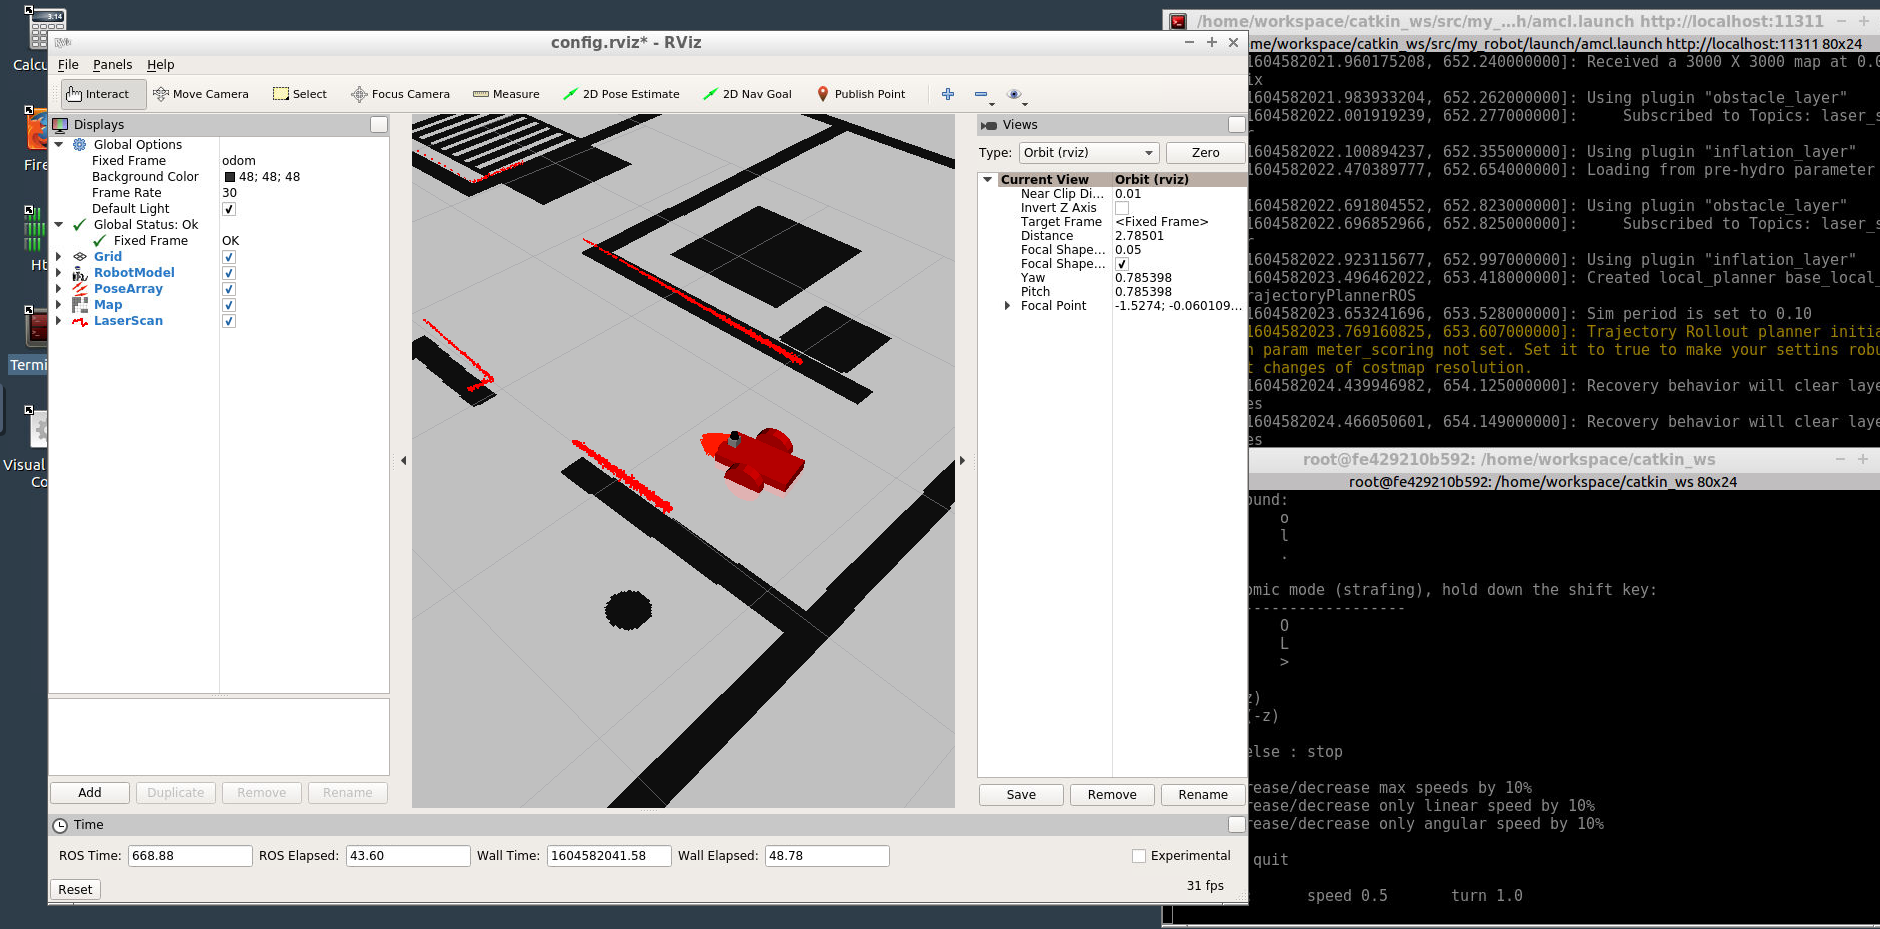 3.14
Calcu
Fire
Ht
Termi
Visual
Co
config.rviz* - RViz
File Panels Help
Interact Move Camera Select Focus Camera Measure 2D Pose Estimate 2D Nav Goal Publish Point
Displays
Global Options
Fixed Frame odom
Background Color 48; 48; 48
Frame Rate 30
Default Light
Global Status: Ok
Fixed Frame OK
Grid
RobotModel
PoseArray
Map
LaserScan
Add Duplicate Remove Rename
Views
Type: Orbit (rviz) Zero
Current View Orbit (rviz)
Near Clip Di... 0.01
Invert Z Axis
Target Frame <Fixed Frame>
Distance 2.78501
Focal Shape... 0.05
Focal Shape...
Yaw 0.785398
Pitch 0.785398
Focal Point -1.5274; -0.060109...
Save Remove Rename
Time
ROS Time: 668.88 ROS Elapsed: 43.60 Wall Time: 1604582041.58 Wall Elapsed: 48.78 Experimental
Reset 31 fps
/home/workspace/catkin_ws/src/my_...h/amcl.launch http://localhost:11311
me/workspace/catkin_ws/src/my_robot/launch/amcl.launch http://localhost:11311 80x24
1604582021.960175208, 652.240000000]: Received a 3000 X 3000 map at 0.0
ix
1604582021.983933204, 652.262000000]: Using plugin "obstacle_layer"
1604582022.001919239, 652.277000000]:     Subscribed to Topics: laser_s
r
1604582022.100894237, 652.355000000]: Using plugin "inflation_layer"
1604582022.470389777, 652.654000000]: Loading from pre-hydro parameter
1604582022.691804552, 652.823000000]: Using plugin "obstacle_layer"
1604582022.696852966, 652.825000000]:     Subscribed to Topics: laser_s
r
1604582022.923115677, 652.997000000]: Using plugin "inflation_layer"
1604582023.496462022, 653.418000000]: Created local_planner base_local_
rajectoryPlannerROS
1604582023.653241696, 653.528000000]: Sim period is set to 0.10
1604582023.769160825, 653.607000000]: Trajectory Rollout planner initia
n param meter_scoring not set. Set it to true to make your settins robu
t changes of costmap resolution.
1604582024.439946982, 654.125000000]: Recovery behavior will clear laye
es
1604582024.466050601, 654.149000000]: Recovery behavior will clear laye
es
root@fe429210b592: /home/workspace/catkin_ws
root@fe429210b592: /home/workspace/catkin_ws 80x24
ound:
o
l
.
omic mode (strafing), hold down the shift key:
------------------
O
L
>
z)
(-z)
else : stop
rease/decrease max speeds by 10%
rease/decrease only linear speed by 10%
rease/decrease only angular speed by 10%
quit
speed 0.5 turn 1.0